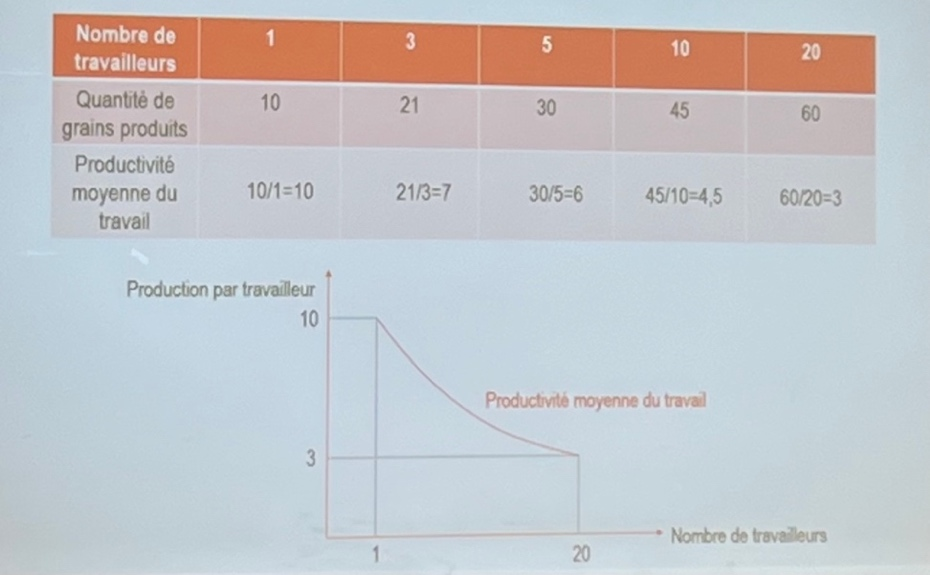 Nombre de
travailleurs
1
3
5
10
20
Quantité de
grains produits
10
21
30
45
60
Productivité
moyenne du
travail
10/1=10
21/3=7
30/5=6
45/10=4,5
60/20=3
Production par travailleur
10
Productivité moyenne du travail
3
Nombre de travailleurs
1
20